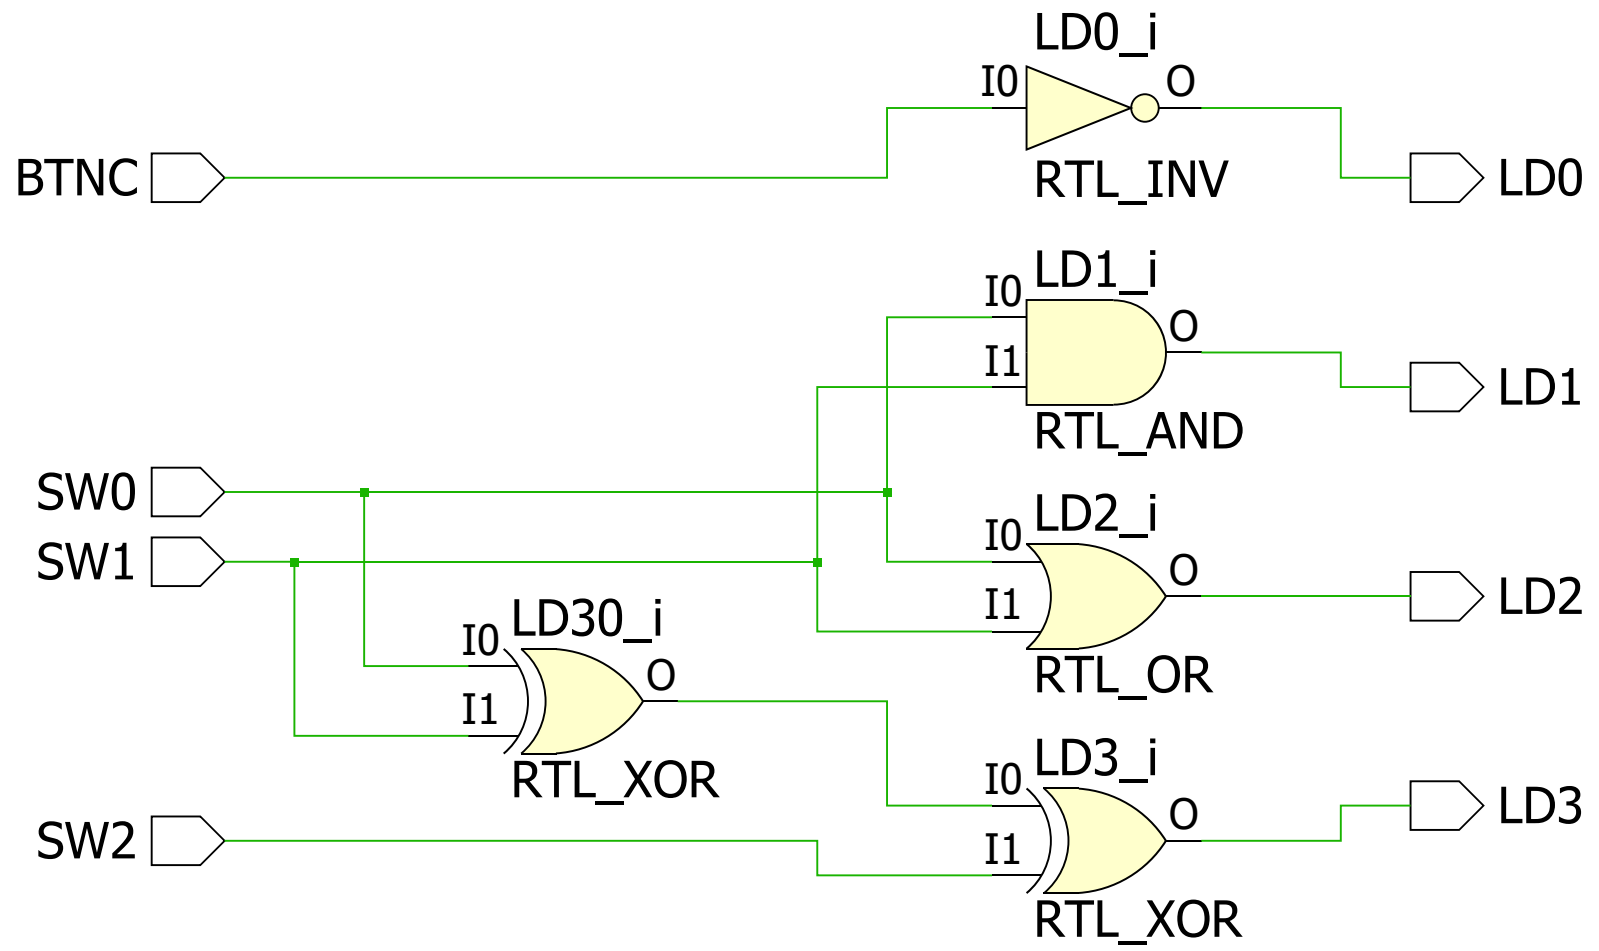 LD0_i
I0
O
BTNC
RTL_INV
LD0
LD1_i
I0
O
I1
LD1
RTL_AND
SW0
LD2_i
I0
SW1
O
I1
LD2
LD30_i
I0
O
RTL_OR
I1
LD3_i
RTL_XOR
I0
O
LD3
SW2
I1
RTL_XOR